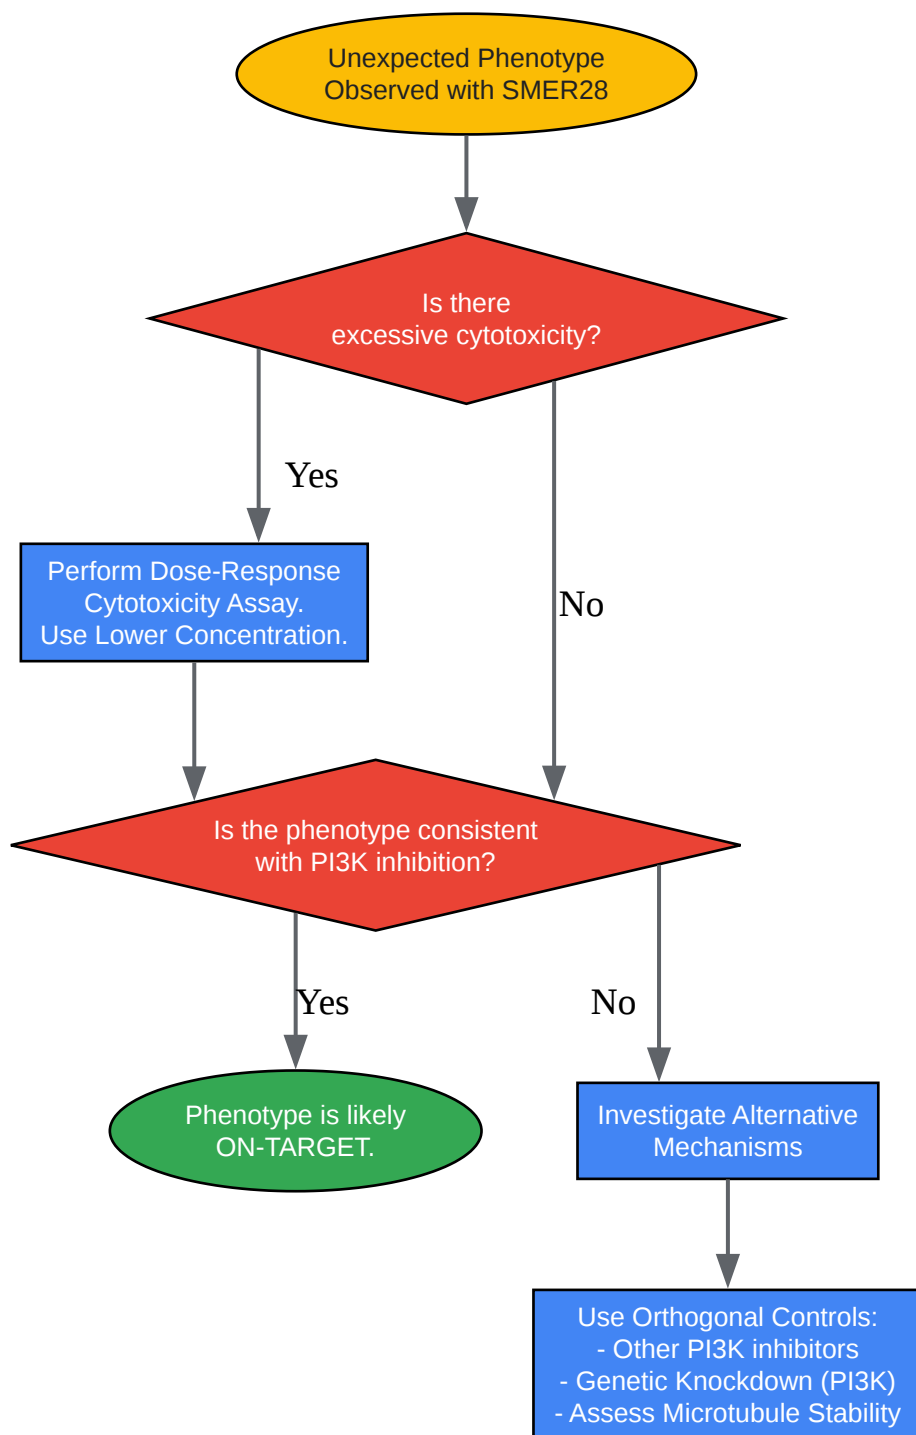 Unexpected Phenotype
Observed with SMER28
Is there
excessive cytotoxicity?
Yes
Perform Dose-Response
Cytotoxicity Assay.
Use Lower Concentration.
No
Is the phenotype consistent
with PI3K inhibition?
Yes
No
Phenotype is likely
ON-TARGET.
Investigate Alternative
Mechanisms
Use Orthogonal Controls:
- Other PI3K inhibitors
- Genetic Knockdown (PI3K)
- Assess Microtubule Stability